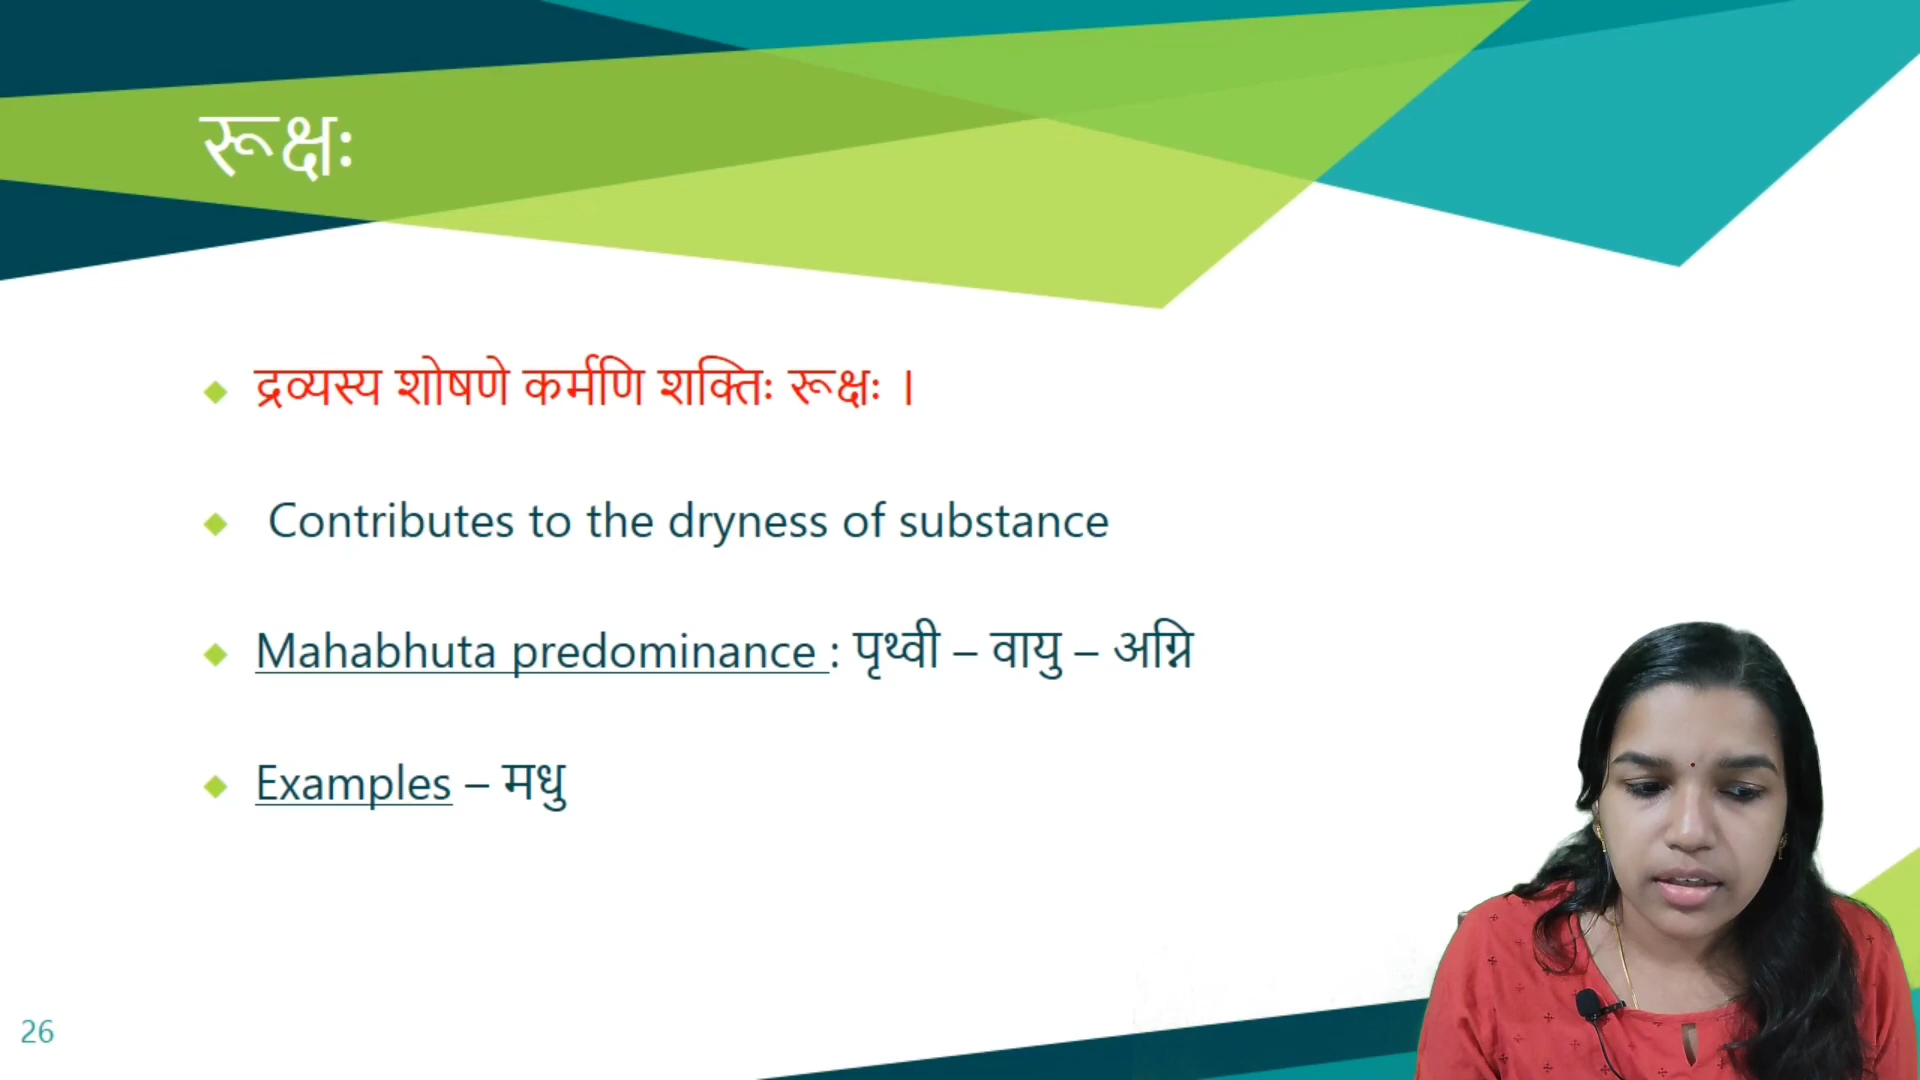 रूक्षः
द्रव्यस्य शोषणे कर्मणि शक्तिः रूक्षः ।
Contributes to the dryness of substance
Mahabhuta predominance : पृथ्वी – वायु – अग्नि
Examples – मधु
26